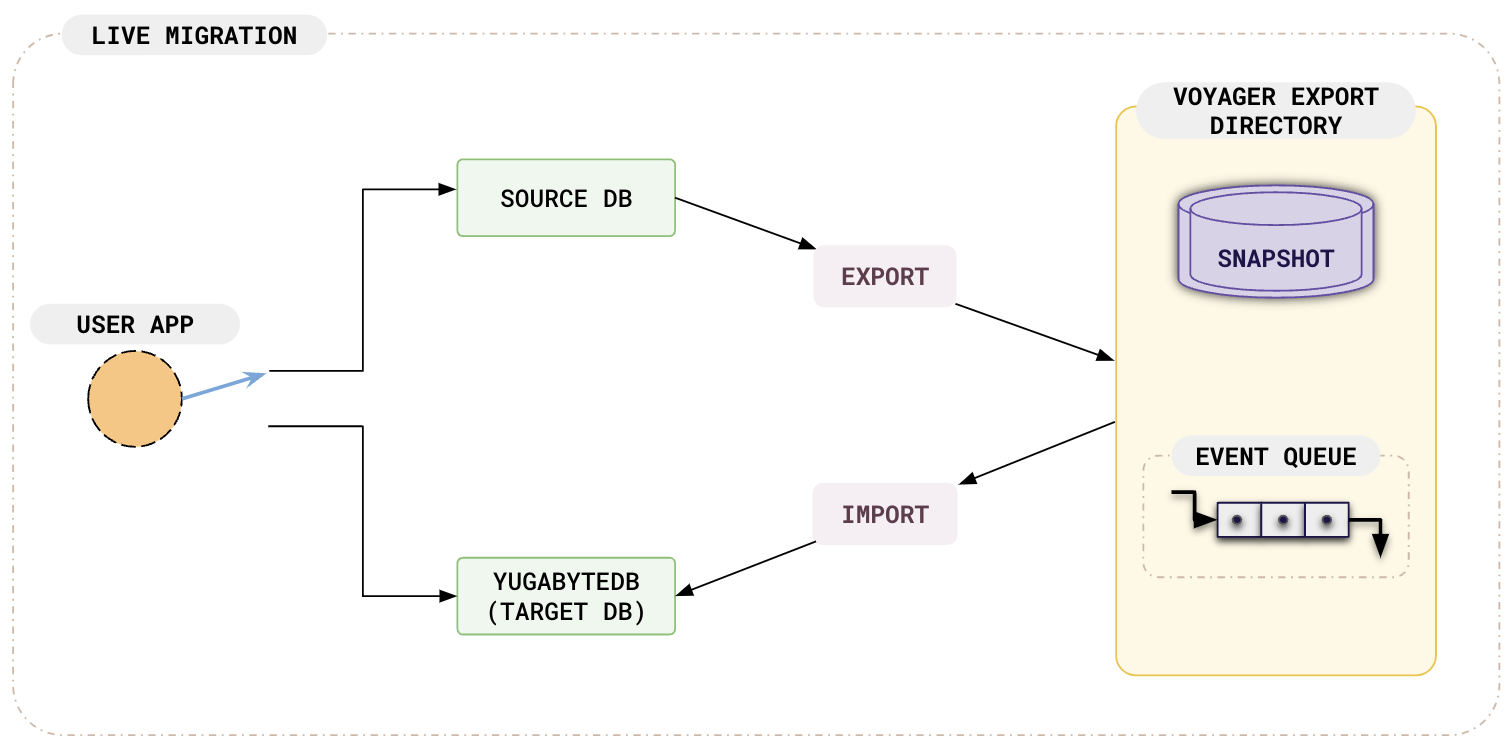 LIVE MIGRATION
VOYAGER EXPORT
DIRECTORY
SOURCE DB
SNAPSHOT
EXPORT
USER APP
EVENT QUEUE
IMPORT
YUGABYTEDB
(TARGET DB)